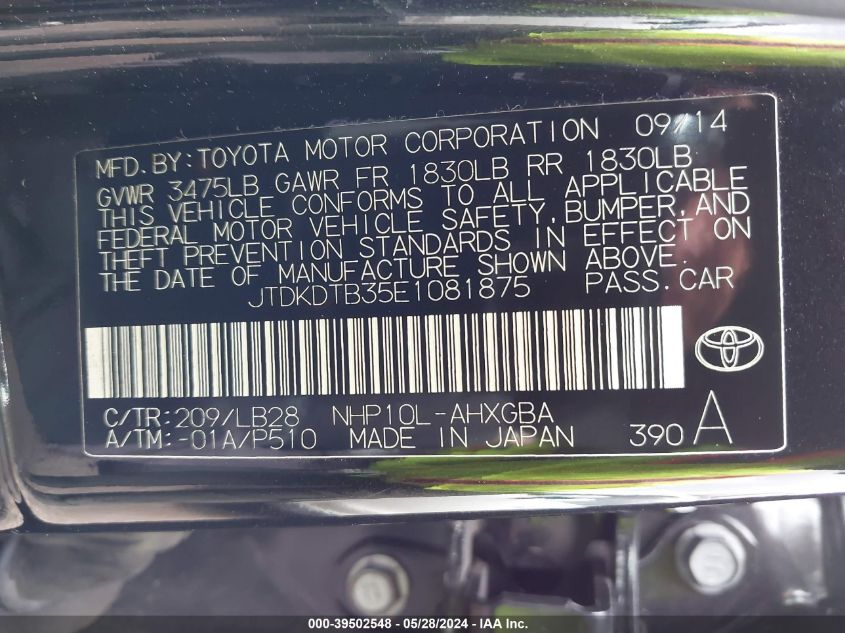 MFD. BY: TOYOTA MOTOR CORPORATION 09/14
GVWR 3475LB GAWR FR 1830LB RR 1830LB
THIS VEHICLE CONFORMS TO ALL APPLICABLE
FEDERAL MOTOR VEHICLE SAFETY, BUMPER, AND
THEFT PREVENTION STANDARDS IN EFFECT ON
THE DATE OF MANUFACTURE SHOWN ABOVE.
JTDKDTB35E1081875 PASS. CAR
C/TR: 209/LB28 NHP10L-AHXGBA
A/TM: -01A/P510 MADE IN JAPAN 390 A
000-39502548 / 05/28/2024 - IAA Inc.